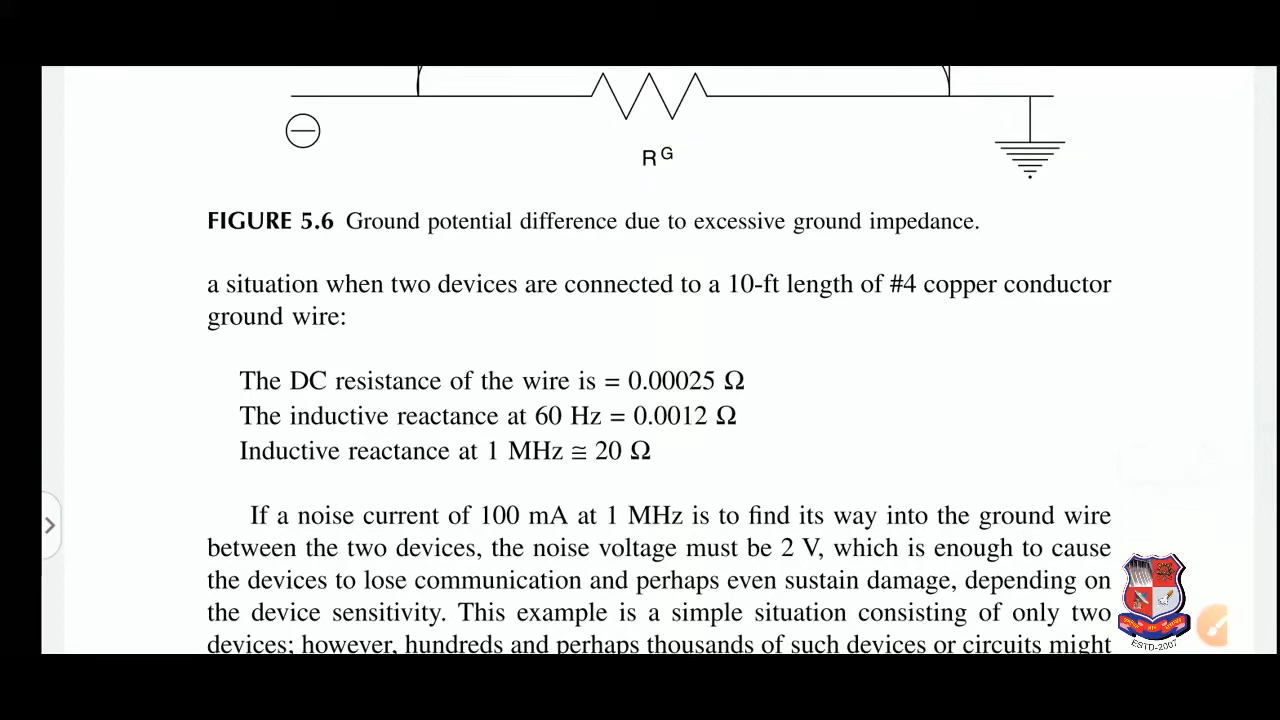 R G
FIGURE 5.6 Ground potential difference due to excessive ground impedance.
a situation when two devices are connected to a 10-ft length of #4 copper conductor
ground wire:
The DC resistance of the wire is = 0.00025 Ω
The inductive reactance at 60 Hz = 0.0012 Ω
Inductive reactance at 1 MHz ≅ 20 Ω
If a noise current of 100 mA at 1 MHz is to find its way into the ground wire
between the two devices, the noise voltage must be 2 V, which is enough to cause
the devices to lose communication and perhaps even sustain damage, depending on
the device sensitivity. This example is a simple situation consisting of only two
devices; however, hundreds and perhaps thousands of such devices or circuits might
ESTD-2007